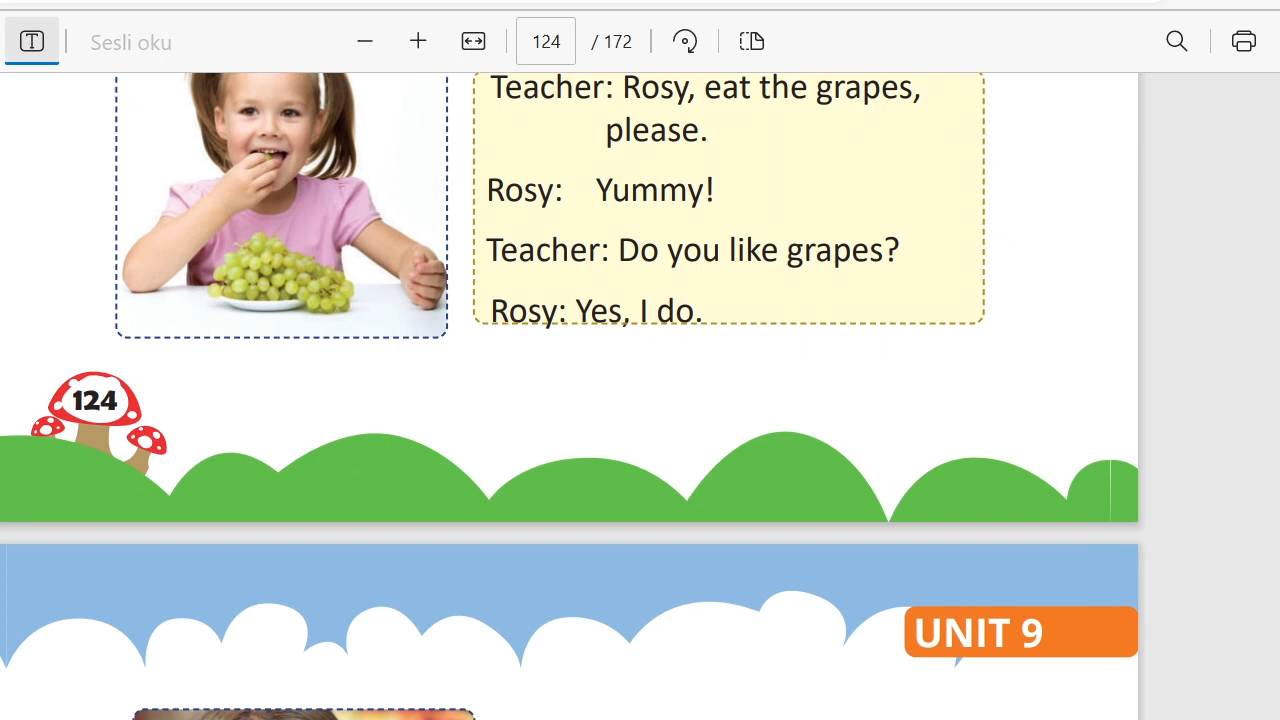 Sesli oku
124
/ 172
Teacher: Rosy, eat the grapes,
please.
Rosy: Yummy!
Teacher: Do you like grapes?
Rosy: Yes, I do.
124
UNIT 9